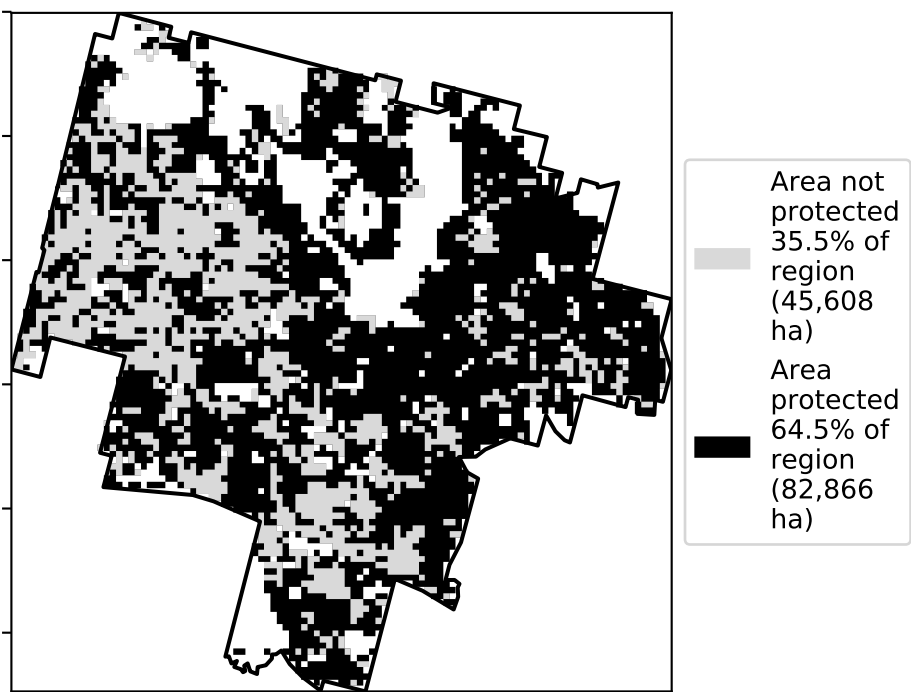 Area not
protected
35.5% of
region
(45,608
ha)
Area
protected
64.5% of
region
(82,866
ha)